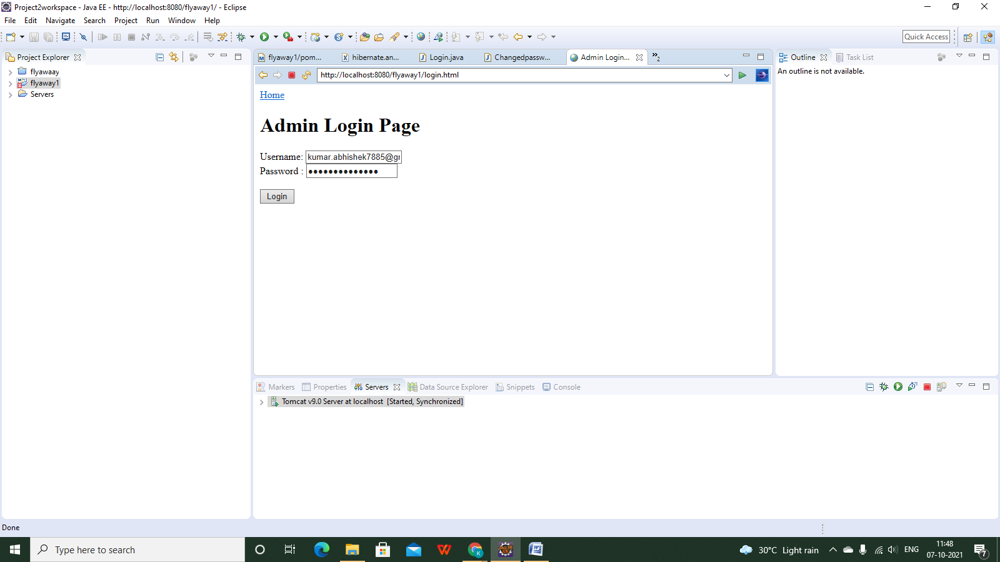 Project2workspace - Java EE - http://localhost:8080/flyaway1/ - Eclipse
File Edit Navigate Search Project Run Window Help
Quick Access
Project Explorer
flyawaay
flyaway1
Servers
flyaway1/pom... hibernate.an... Login.java Changedpassw... Admin Login... »2
http://localhost:8080/flyaway1/login.html
Home
Admin Login Page
Username: kumar.abhishek7885@gr
Password : ●●●●●●●●●●●●●●
Login
Outline Task List
An outline is not available.
Markers Properties Servers Data Source Explorer Snippets Console
Tomcat v9.0 Server at localhost [Started, Synchronized]
Done
Type here to search
30°C Light rain
ENG
11:48
07-10-2021
7